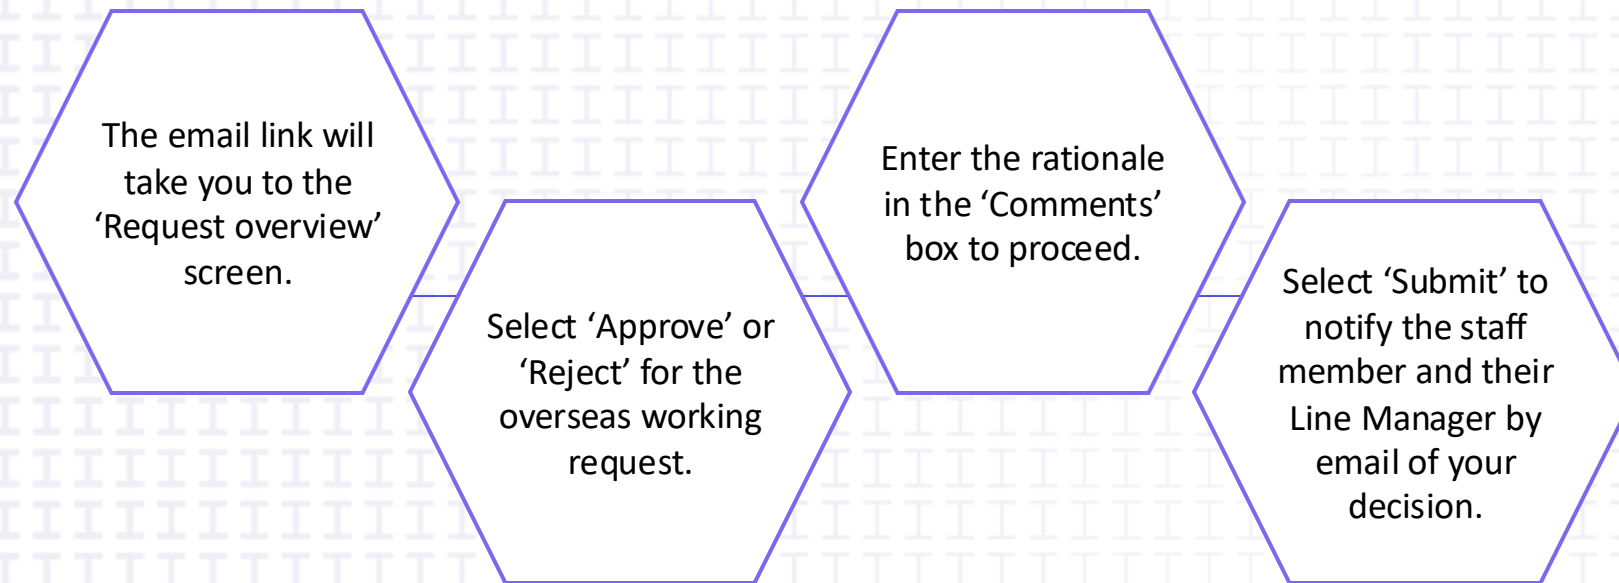 The email link will
take you to the
‘Request overview’
screen.
Select ‘Approve’ or
‘Reject’ for the
overseas working
request.
Enter the rationale
in the ‘Comments’
box to proceed.
Select ‘Submit’ to
notify the staff
member and their
Line Manager by
email of your
decision.